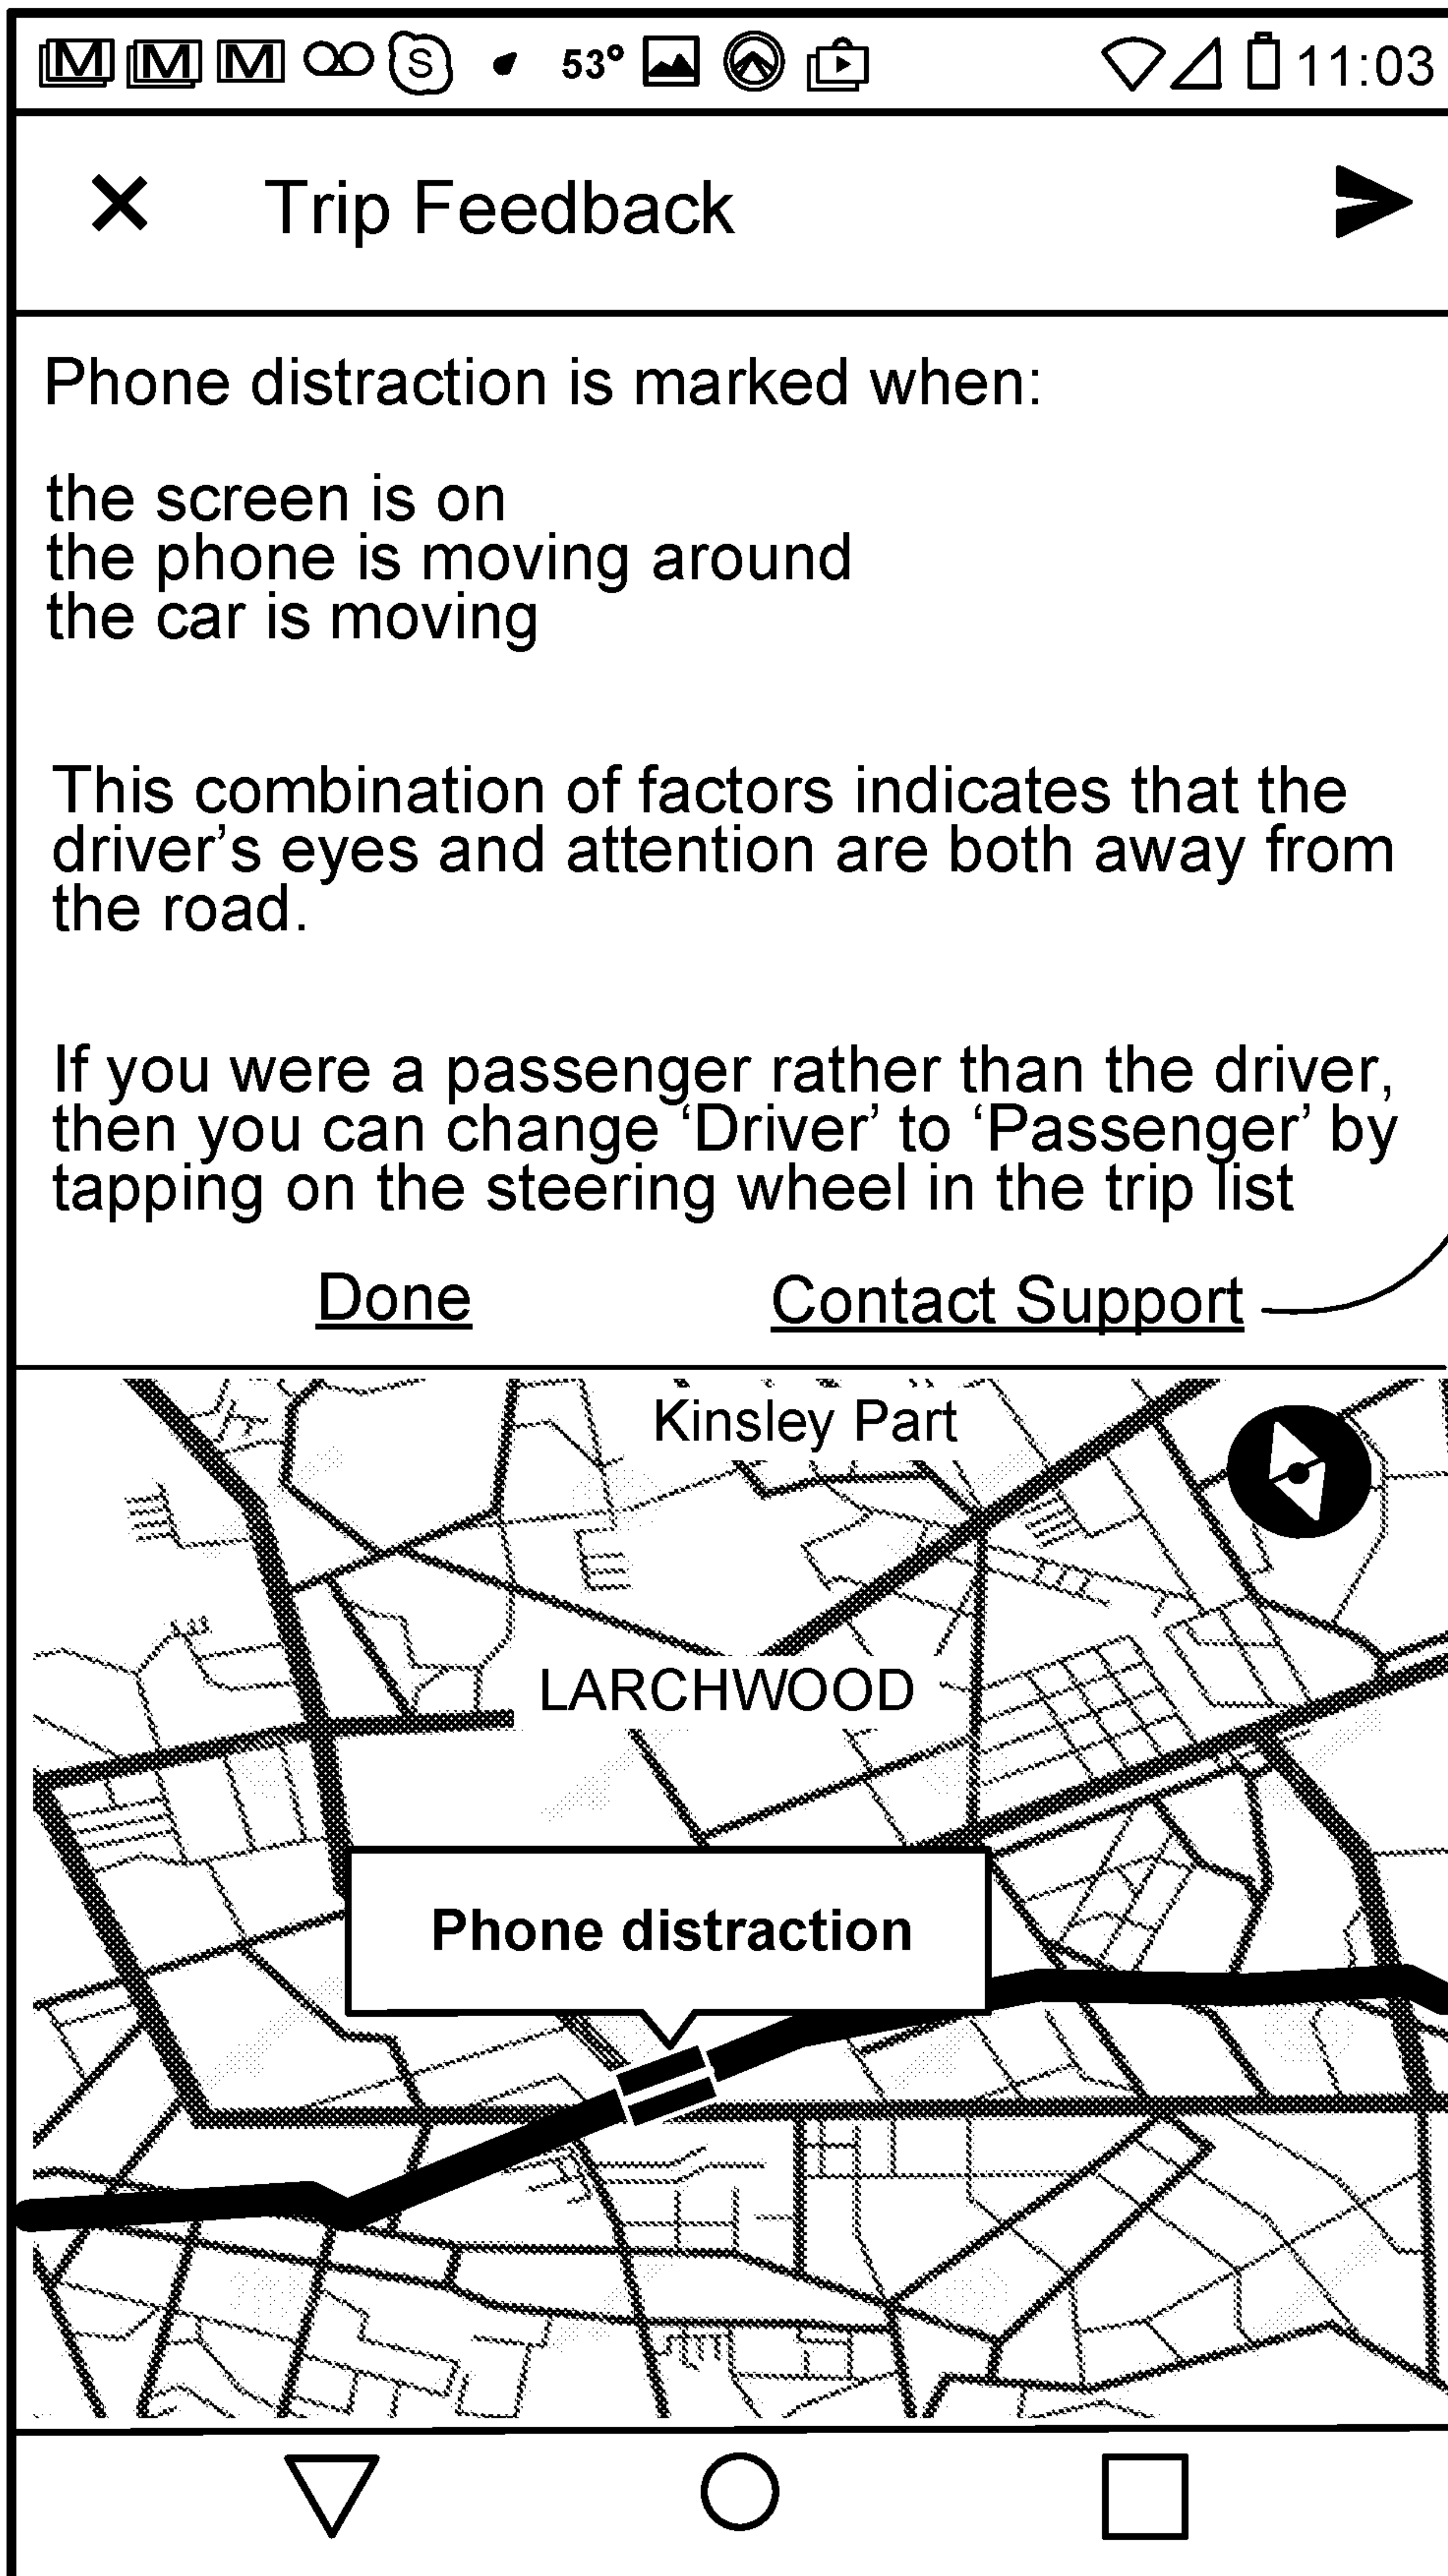 M M M S 53° 11:03
Trip Feedback
Phone distraction is marked when:
the screen is on
the phone is moving around
the car is moving
This combination of factors indicates that the
driver’s eyes and attention are both away from
the road.
If you were a passenger rather than the driver,
then you can change ‘Driver’ to ‘Passenger’ by
tapping on the steering wheel in the trip list
Done Contact Support
Kinsley Part
LARCHWOOD
Phone distraction